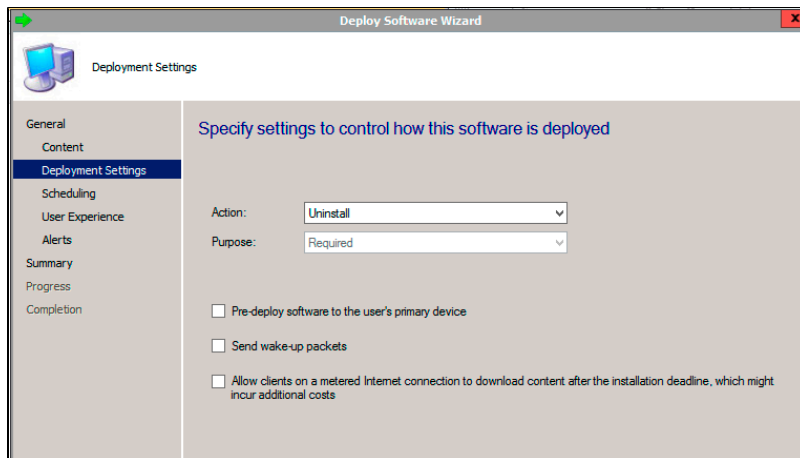 Deploy Software Wizard
x
Deployment Settings
General
Content
Deployment Settings
Scheduling
User Experience
Alerts
Summary
Progress
Completion
Specify settings to control how this software is deployed
Action:
Uninstall
Purpose:
Required
Pre-deploy software to the user's primary device
Send wake-up packets
Allow clients on a metered Internet connection to download content after the installation deadline, which might
incur additional costs